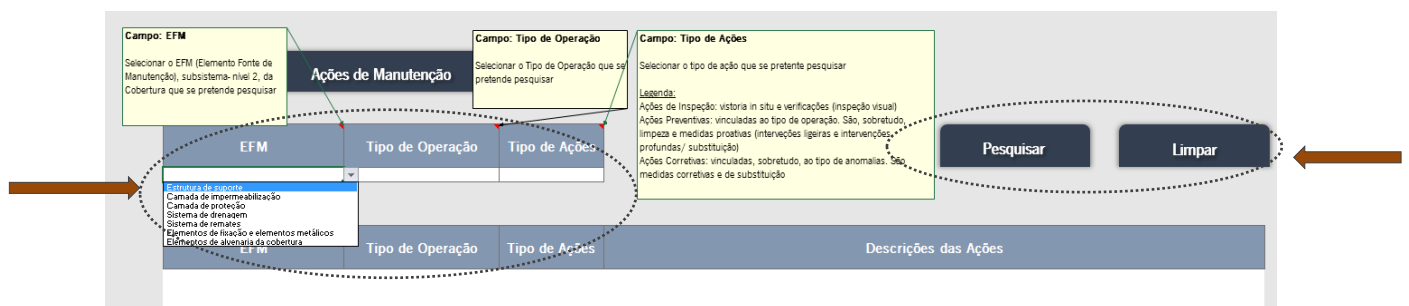 Campo: EFM
Selecionar o EFM (Elemento Fonte de
Manutenção), subsistema- nível 2, da
Cobertura que se pretende pesquisar
Ações de Manutenção
Campo: Tipo de Operação
Selecionar o Tipo de Operação que se
pretende pesquisar
Campo: Tipo de Ações
Selecionar o tipo de ação que se pretente pesquisar
Legenda:
Ações de Inspeção: vistoria in situ e verificações (inspeção visual)
Ações Preventivas: vinculadas ao tipo de operação. São, sobretudo,
limpeza e medidas proativas (interveções ligeiras e intervenções
profundas/ substituição)
Ações Corretivas: vinculadas, sobretudo, ao tipo de anomalias. São
medidas corretivas e de substituição
Pesquisar
Limpar
EFM Tipo de Operação Tipo de Ações
Estrutura de suporte
Camada de impermeabilização
Camada de proteção
Sistema de drenagem
Sistema de remates
Elementos de fixação e elementos metálicos
Elementos de alvenaria da cobertura
EFM Tipo de Operação Tipo de Ações Descrições das Ações